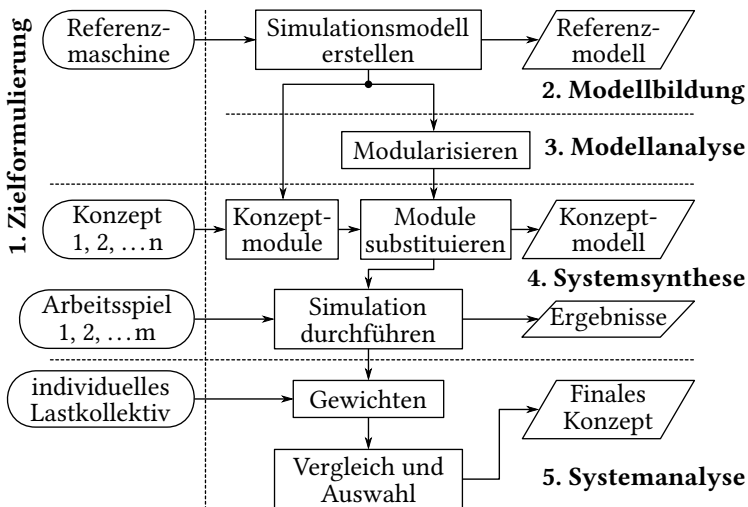 1. Zielformulierung
Referenz-
maschine
Simulationsmodell
erstellen
Referenz-
modell
2. Modellbildung
Modularisieren
3. Modellanalyse
Konzept
1, 2, …n
Konzept-
module
Module
substituieren
Konzept-
modell
4. Systemsynthese
Arbeitsspiel
1, 2, …m
Simulation
durchführen
Ergebnisse
individuelles
Lastkollektiv
Gewichten
Finales
Konzept
Vergleich und
Auswahl
5. Systemanalyse